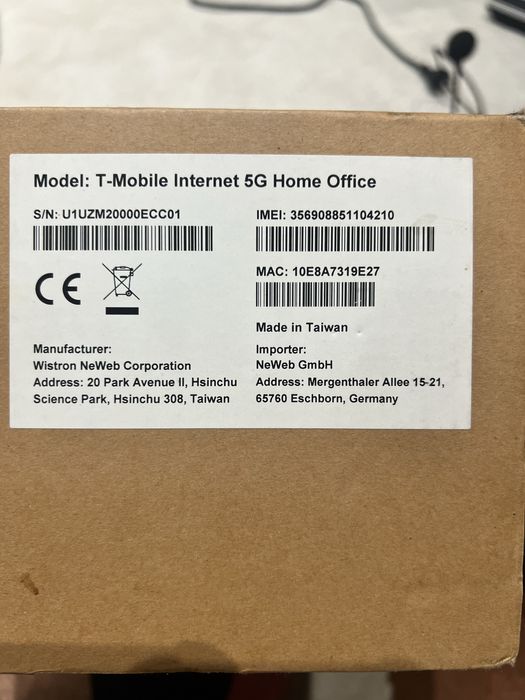 Model: T-Mobile Internet 5G Home Office
S/N: U1UZM20000ECC01
IMEI: 356908851104210
MAC: 10E8A7319E27
CE
Made in Taiwan
Manufacturer:
Wistron NeWeb Corporation
Address: 20 Park Avenue II, Hsinchu
Science Park, Hsinchu 308, Taiwan
Importer:
NeWeb GmbH
Address: Mergenthaler Allee 15-21,
65760 Eschborn, Germany